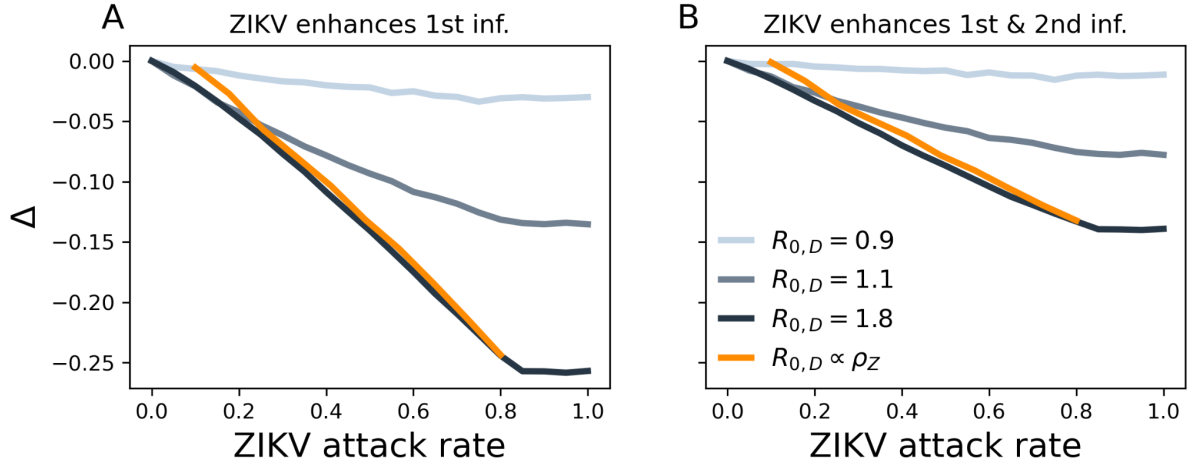 A
ZIKV enhances 1st inf.
B
ZIKV enhances 1st & 2nd inf.
0.00
−0.05
−0.10
−0.15
−0.20
−0.25
Δ
0.0 0.2 0.4 0.6 0.8 1.0
ZIKV attack rate
R₀,D = 0.9
R₀,D = 1.1
R₀,D = 1.8
R₀,D ∝ ρZ
0.0 0.2 0.4 0.6 0.8 1.0
ZIKV attack rate